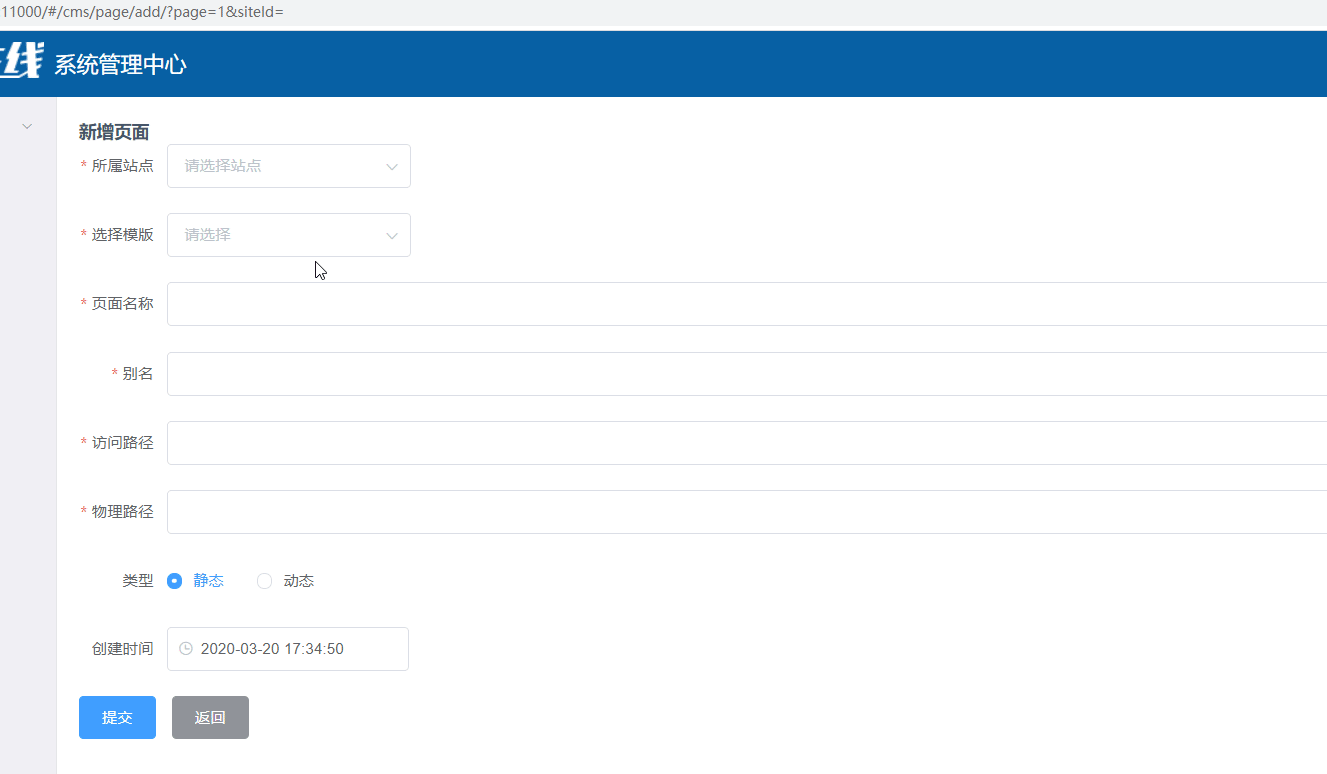 11000/#/cms/page/add/?page=1&siteId=
线 系统管理中心
新增页面
* 所属站点 请选择站点
* 选择模版 请选择
* 页面名称
* 别名
* 访问路径
* 物理路径
类型 静态 动态
创建时间 2020-03-20 17:34:50
提交 返回